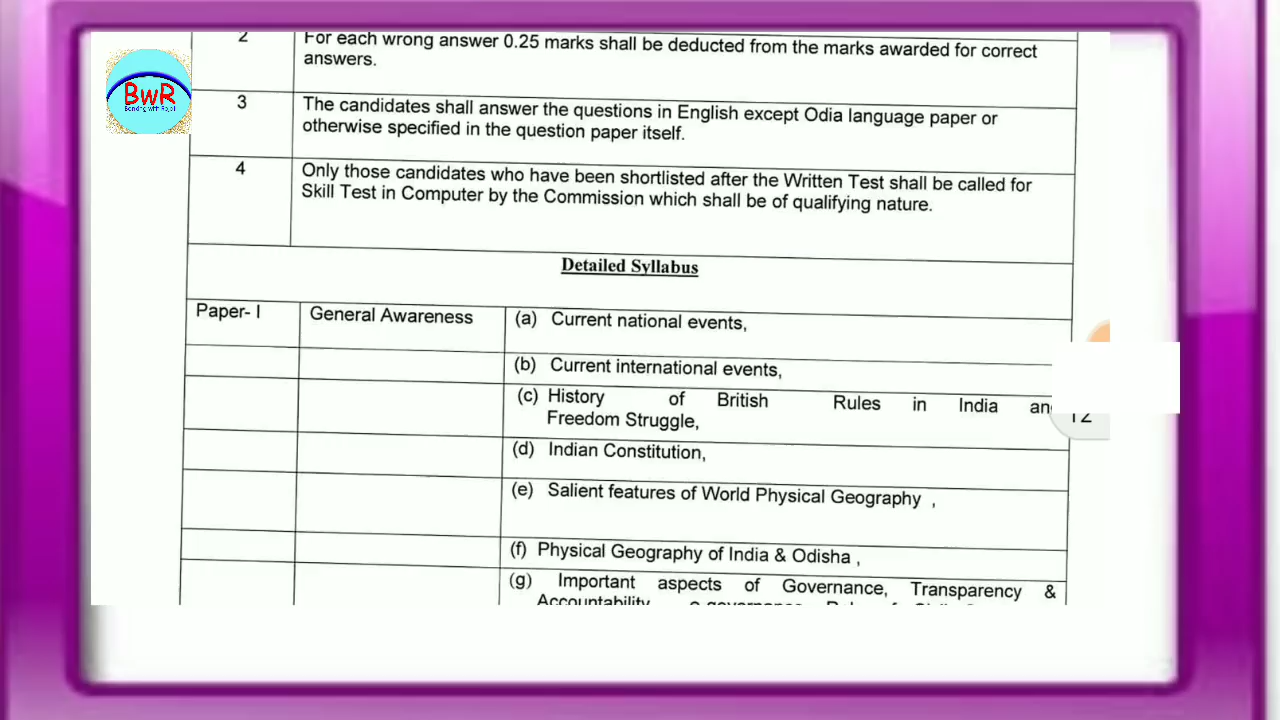 2 For each wrong answer 0.25 marks shall be deducted from the marks awarded for correct
answers.
BwR
3 The candidates shall answer the questions in English except Odia language paper or
otherwise specified in the question paper itself.
4 Only those candidates who have been shortlisted after the Written Test shall be called for
Skill Test in Computer by the Commission which shall be of qualifying nature.
Detailed Syllabus
Paper- I General Awareness (a) Current national events,
(b) Current international events,
(c) History of British Rules in India an
Freedom Struggle,
12
(d) Indian Constitution,
(e) Salient features of World Physical Geography ,
(f) Physical Geography of India & Odisha ,
(g) Important aspects of Governance, Transparency &
Accountability